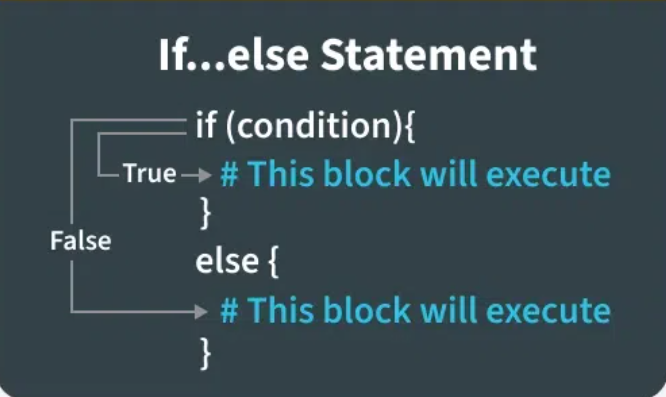 If...else Statement
if (condition){
True
# This block will execute
}
False
else {
# This block will execute
}